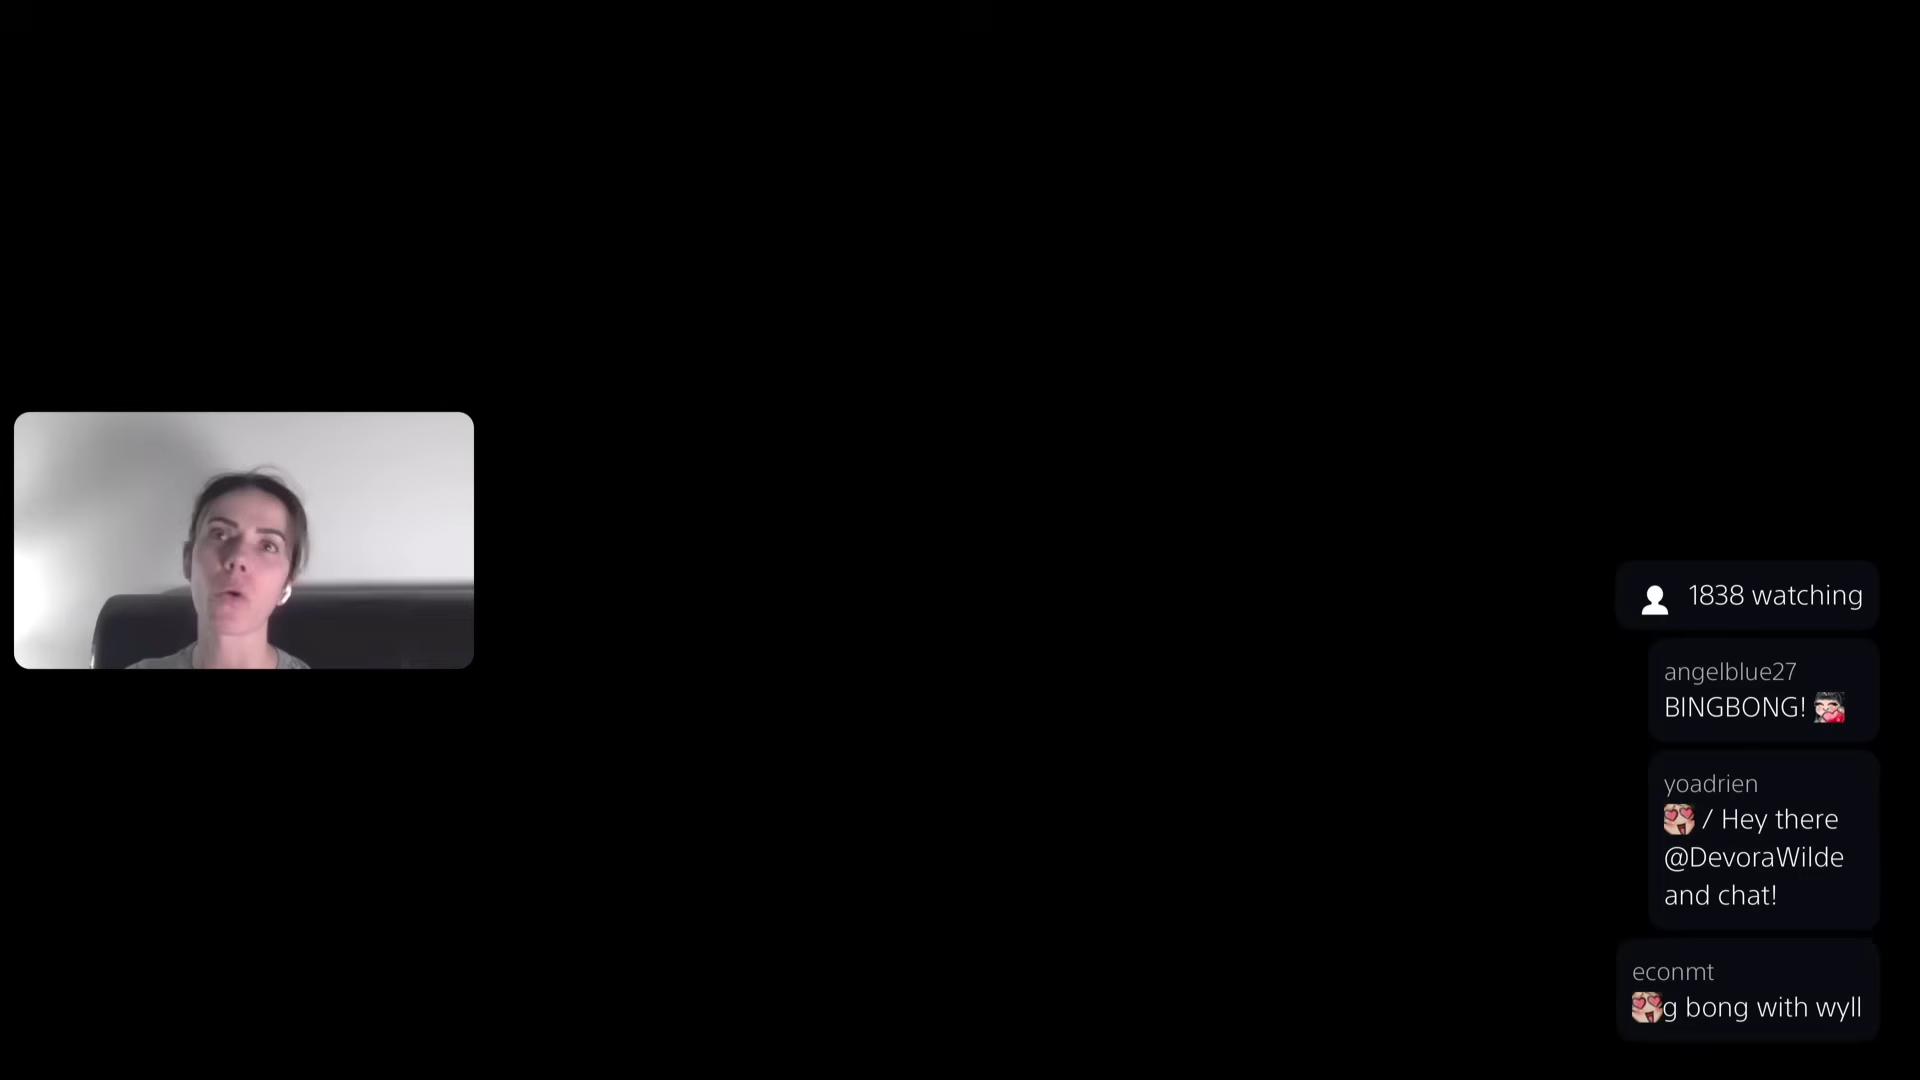 1838 watching
angelblue27
BINGBONG!
yoadrien
/ Hey there
@DevoraWilde
and chat!
econmt
g bong with wyll